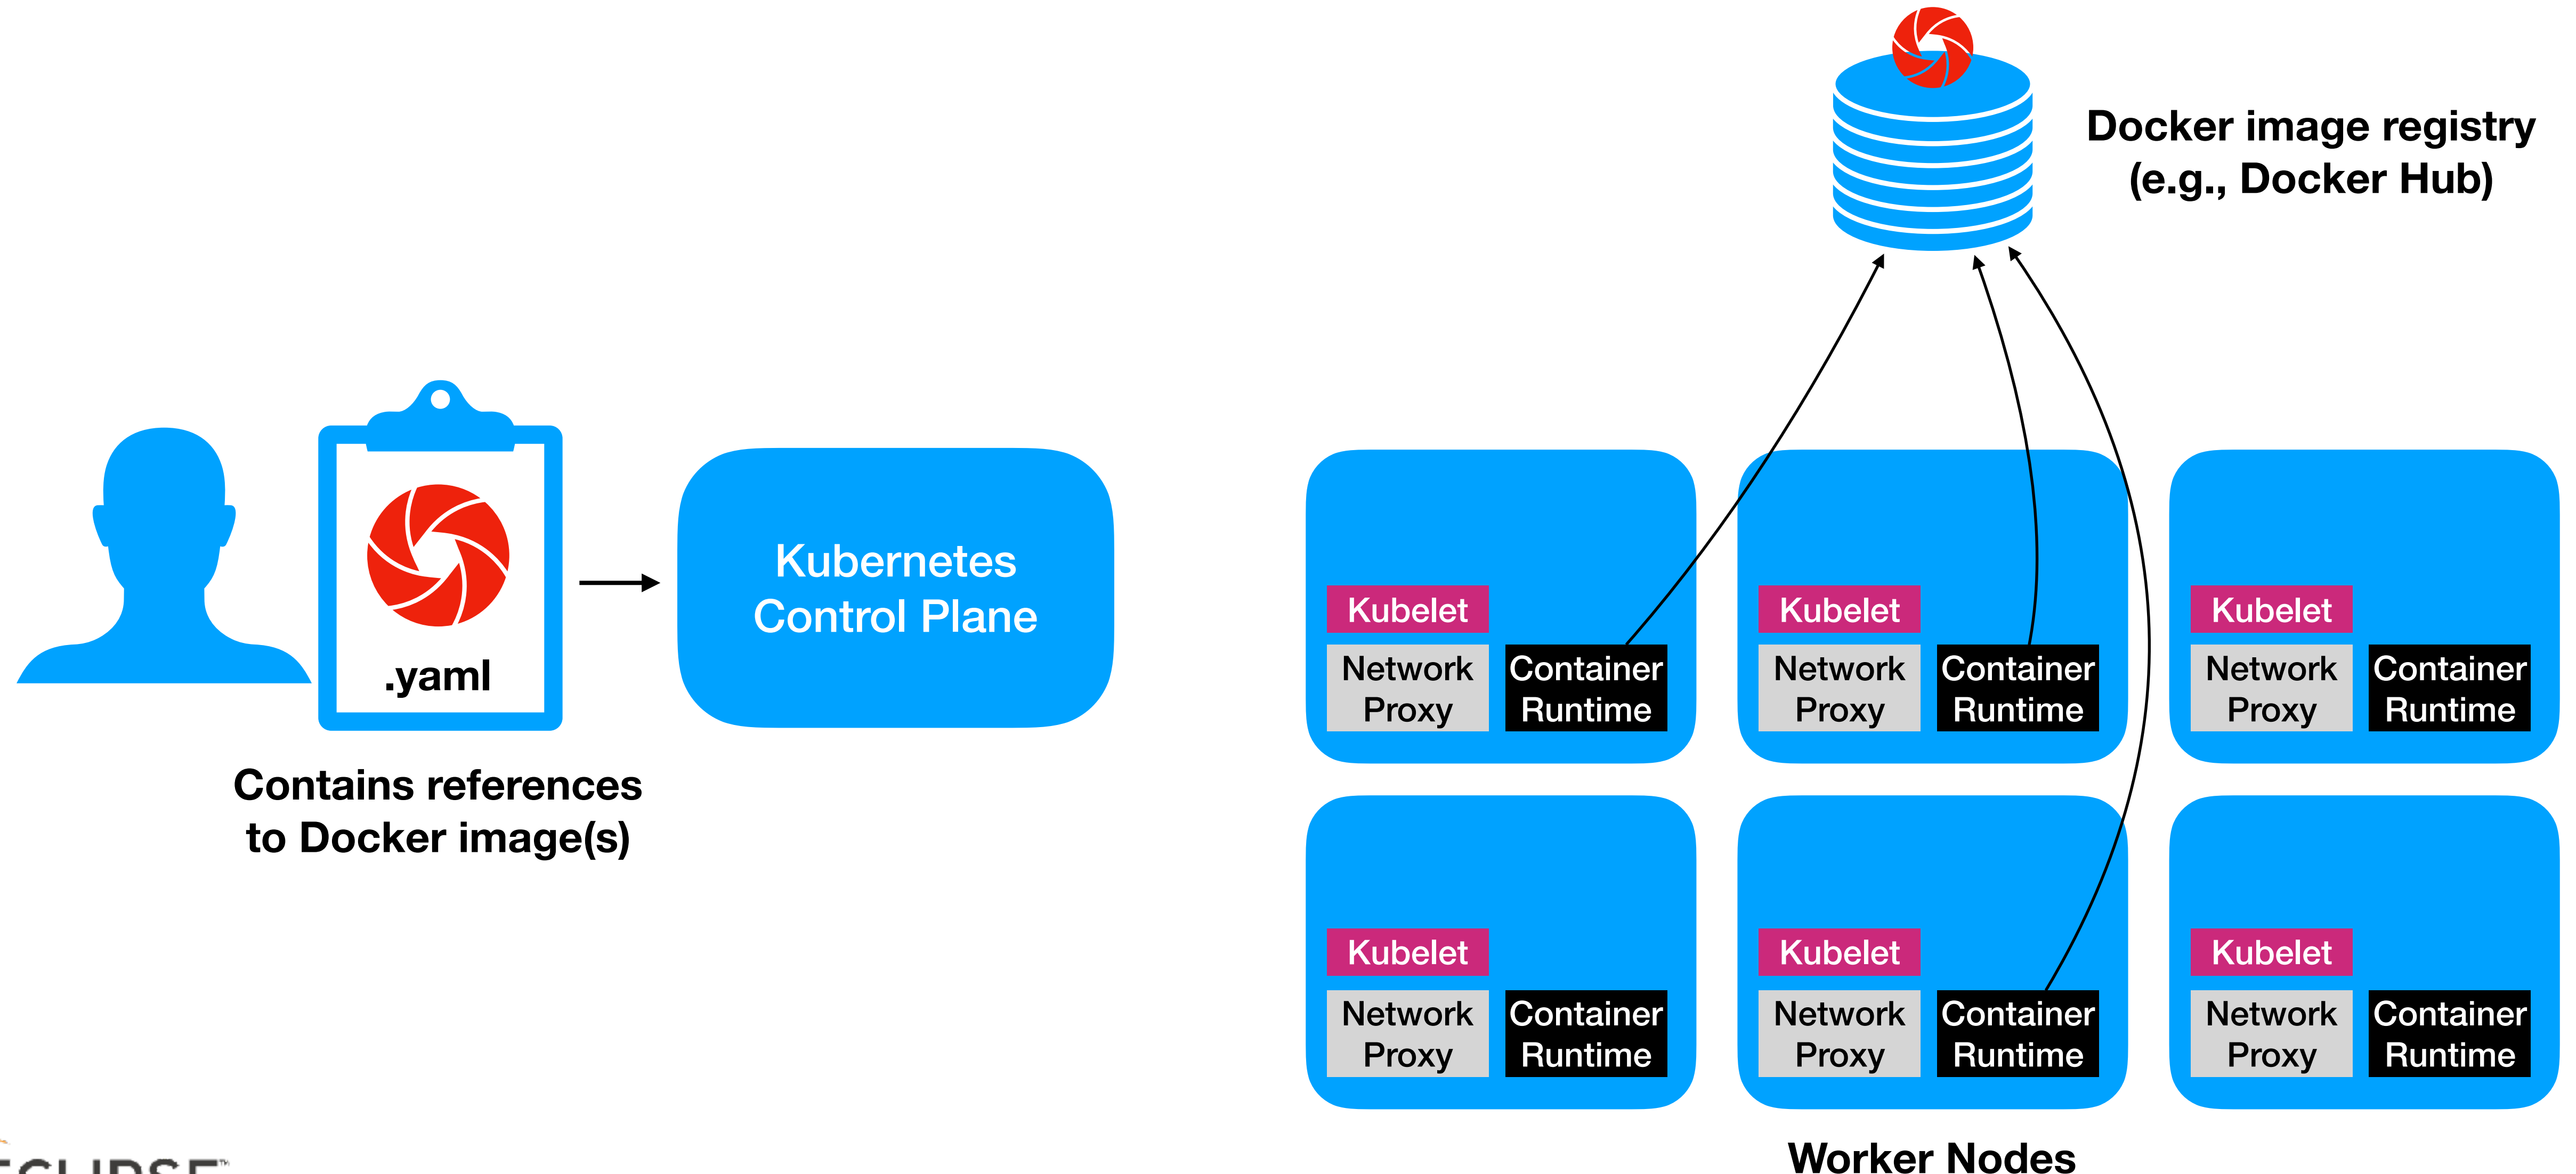 Docker image registry
(e.g., Docker Hub)
Kubernetes
Control Plane
.yaml
Contains references
to Docker image(s)
Kubelet
Network
Proxy
Container
Runtime
Kubelet
Network
Proxy
Container
Runtime
Kubelet
Network
Proxy
Container
Runtime
Kubelet
Network
Proxy
Container
Runtime
Kubelet
Network
Proxy
Container
Runtime
Kubelet
Network
Proxy
Container
Runtime
Worker Nodes
ECLIPSE™